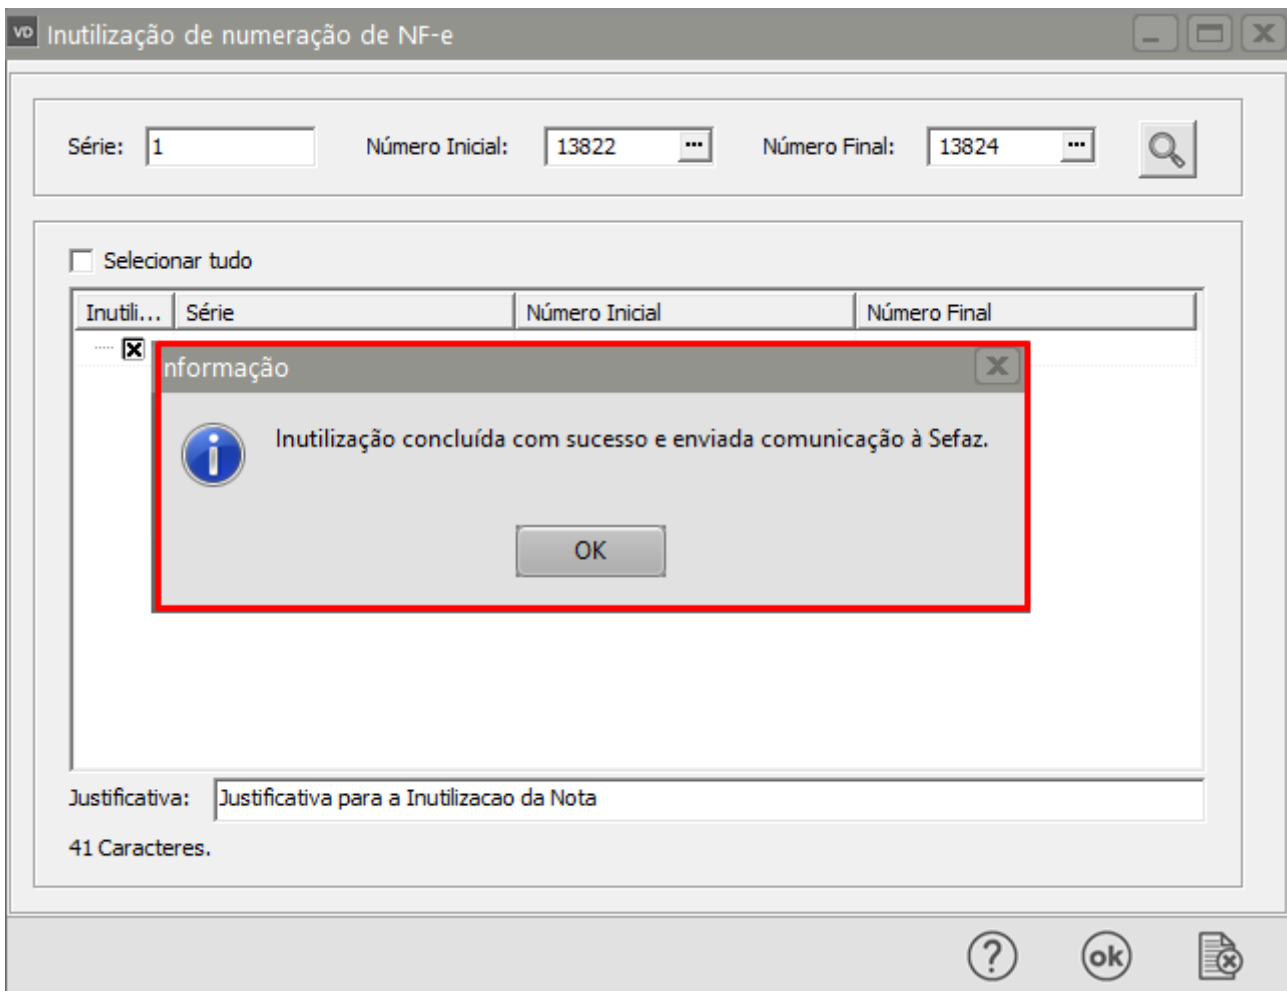 VD Inutilização de numeração de NF-e
Série: 1 Número Inicial: 13822 ... Número Final: 13824 ...
Selecionar tudo
Inutili... Série Número Inicial Número Final
nformação
Inutilização concluída com sucesso e enviada comunicação à Sefaz.
OK
Justificativa: Justificativa para a Inutilizacao da Nota
41 Caracteres.
? ok